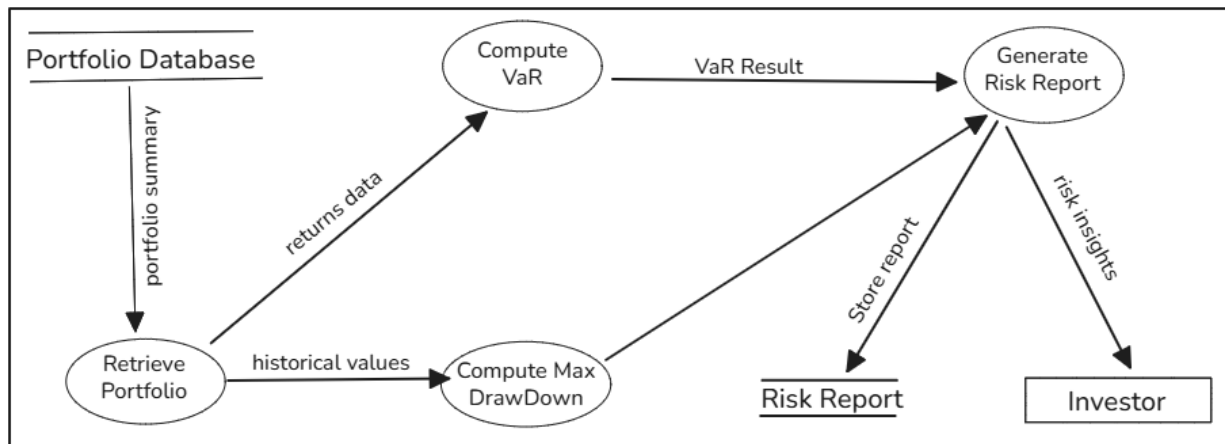 Portfolio Database
Compute
VaR
VaR Result
Generate
Risk Report
portfolio summary
returns data
Store report
risk insights
Retrieve
Portfolio
historical values
Compute Max
DrawDown
Risk Report
Investor